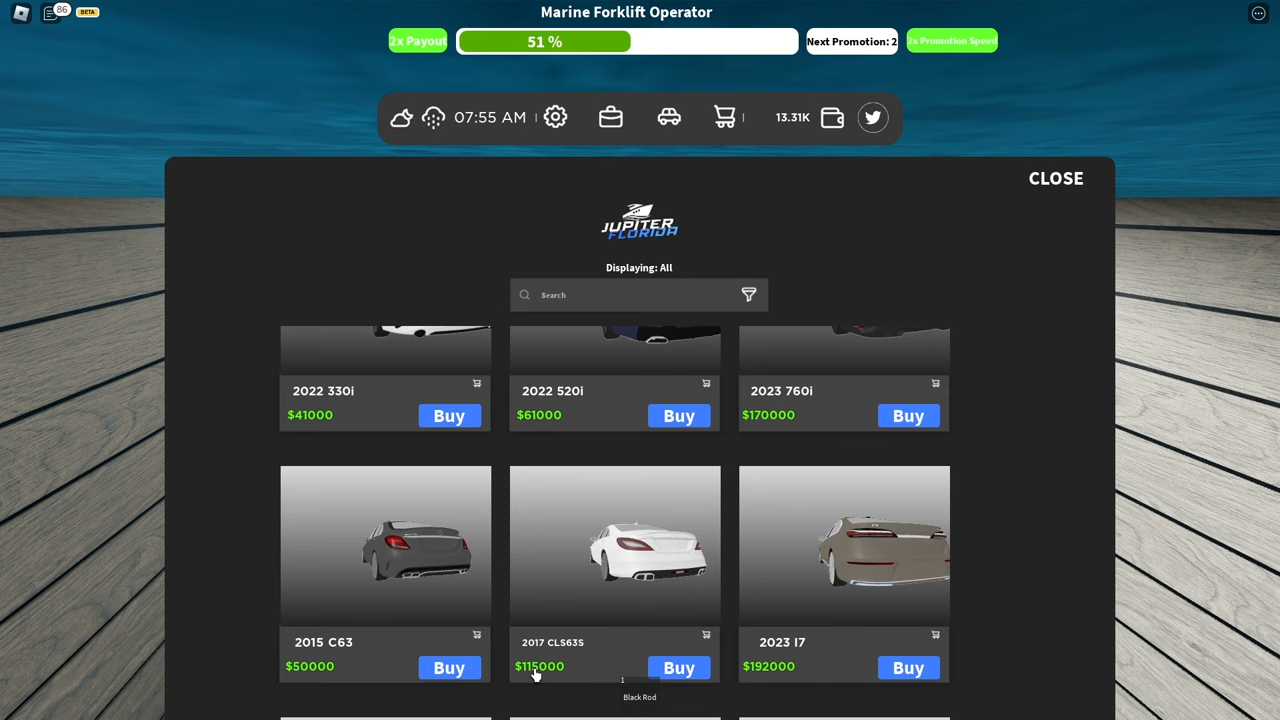 86
BETA
Marine Forklift Operator
2x Payout
51 %
Next Promotion: 2
2x Promotion Speed
07:55 AM
13.31K
CLOSE
JUPITER
FLORIDA
Displaying: All
Search
2022 330i
$41000
Buy
2022 520i
$61000
Buy
2023 760i
$170000
Buy
2015 C63
$50000
Buy
2017 CLS63S
$115000
Buy
2023 I7
$192000
Buy
1
Black Rod